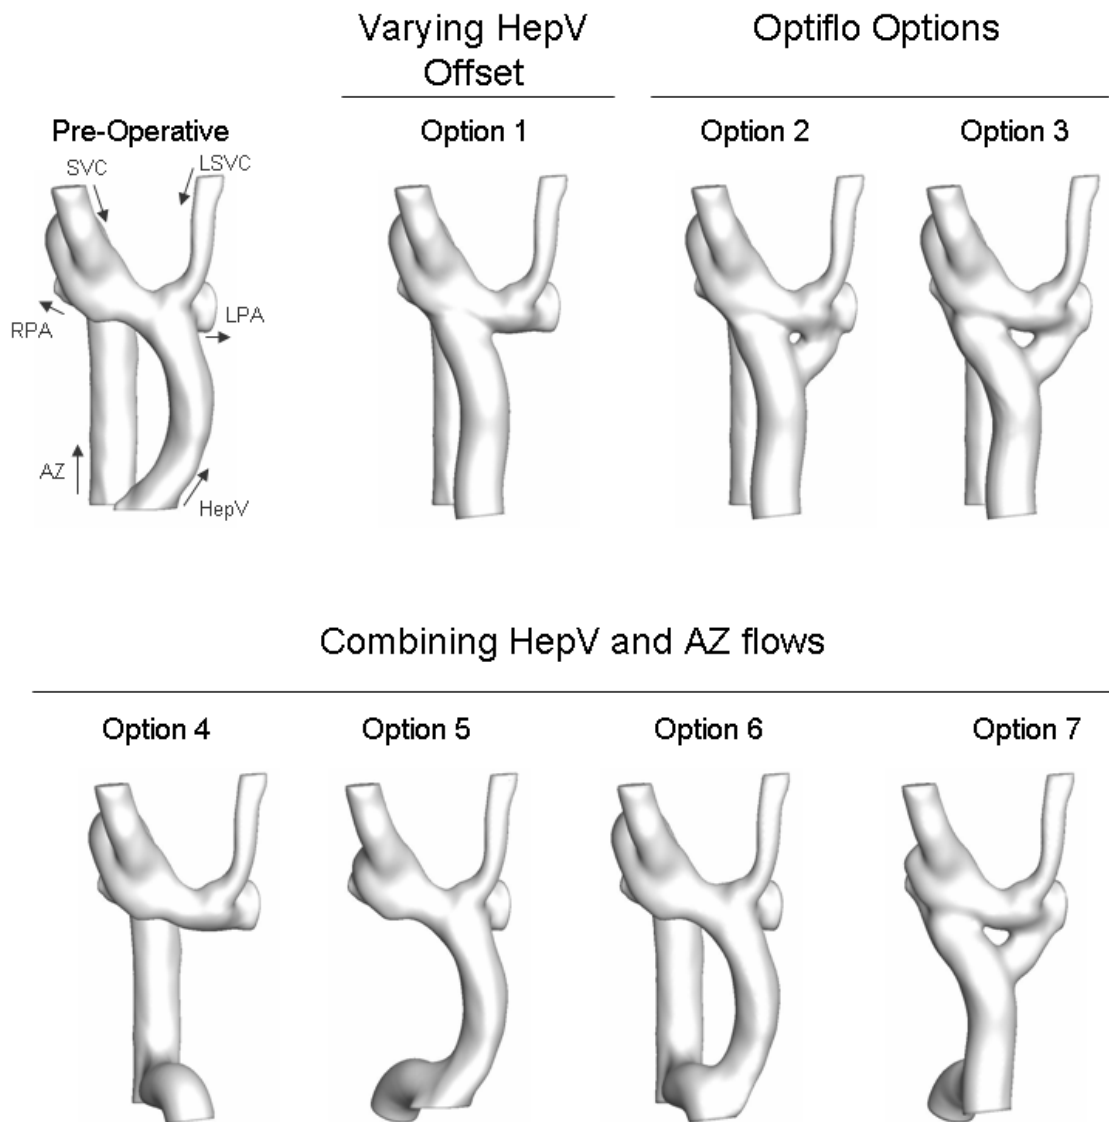 Varying HepV
Offset
Optiflo Options
Pre-Operative
Option 1
Option 2
Option 3
SVC
LSVC
RPA
LPA
AZ
HepV
Combining HepV and AZ flows
Option 4
Option 5
Option 6
Option 7